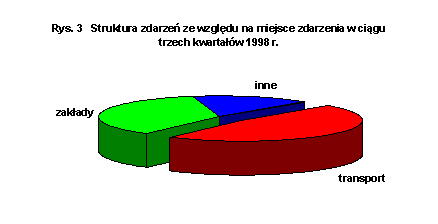 Rys. 3 Struktura zdarzeń ze względu na miejsce zdarzenia w ciągu
trzech kwartałów 1998 r.
inne
zakłady
transport